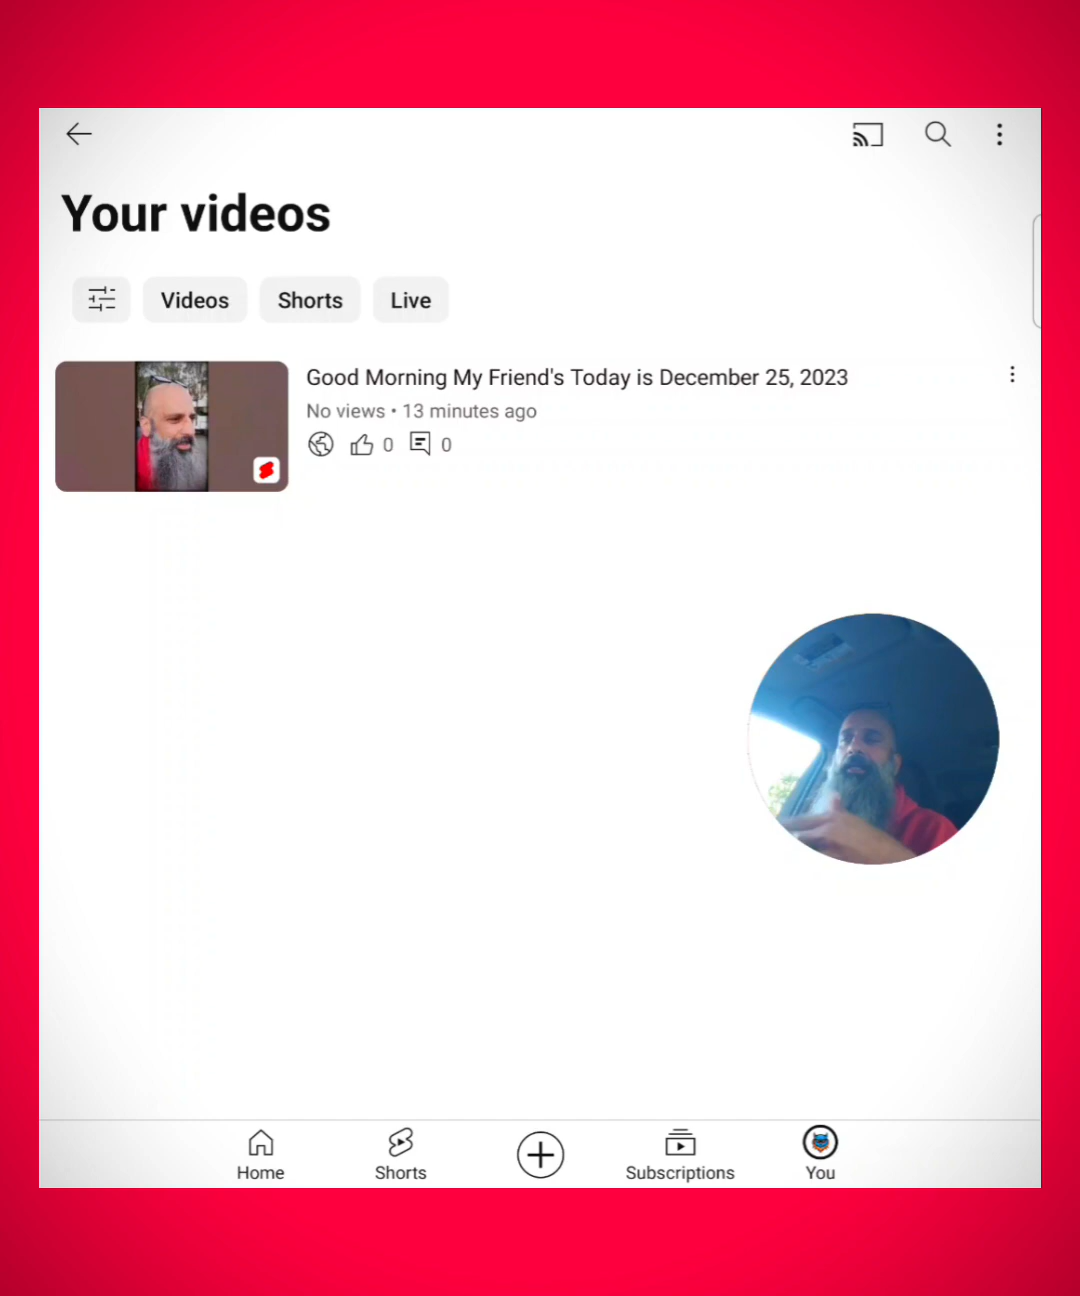 Your videos
Videos Shorts Live
Good Morning My Friend's Today is December 25, 2023
No views • 13 minutes ago
0 0
Home Shorts Subscriptions You